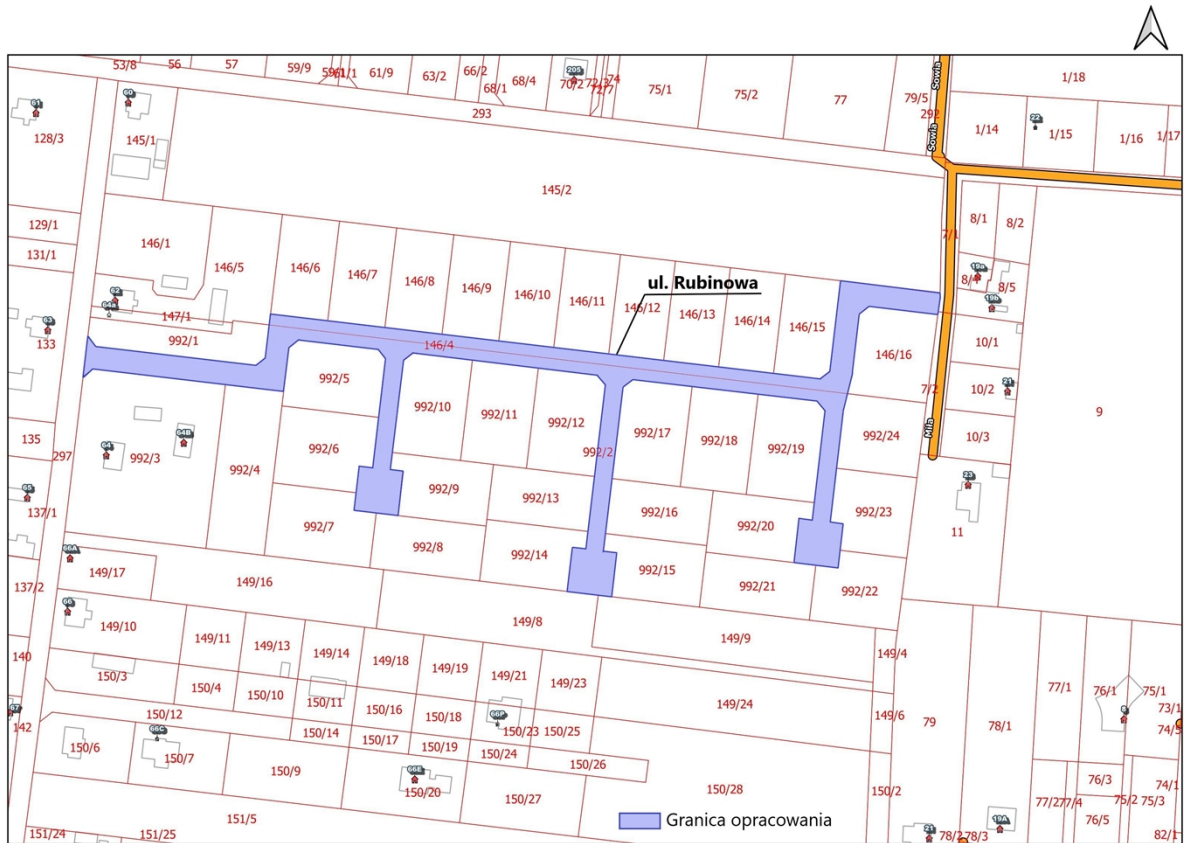 53/8 56 57 59/9 61/9 63/2 66/2 68/1 68/4 205 70/2 74 75/1 75/2 77 79/5 292 Sowia 1/18
61 60 128/3 145/1 293 Sowia 1/14 22 1/15 1/16 1/17
145/2
129/1 131/1 146/1 146/5 146/6 146/7 146/8 146/9 146/10 146/11 146/12 146/13 146/14 146/15 7/1 8/1 8/2
ul. Rubinowa
19a 8/4 8/5 19b
62 147/1 63 133 992/1 146/4 146/16 10/1
992/5 7/2 10/2 21 9
992/10 992/11 992/12 992/17 992/18 992/19 992/24 Miła 10/3
135 297 64 64B 992/3 992/4 992/6 992/2
65 137/1 992/9 992/13 992/16 992/20 992/23 23 11
992/7 992/8 992/14 992/15 992/21 992/22
66A 149/17 137/2 149/16
66 149/10 149/11 149/13 149/14 149/18 149/19 149/21 149/23 149/8 149/9 149/4
140 150/3 150/4 150/10 150/11 150/16 150/18 66F 150/23 150/25 149/24 149/6 79 78/1 77/1 76/1 75/1 73/1
67 142 150/12 150/14 150/17 150/19 150/24 150/26 74/5
150/6 66C 150/7 150/9 66E 150/20 150/27 150/28 150/2 77/2 77/4 76/3 75/2 75/3 74/1
151/24 151/25 151/5 76/5 82/1
Granica opracowania
21 78/2 78/3 19A